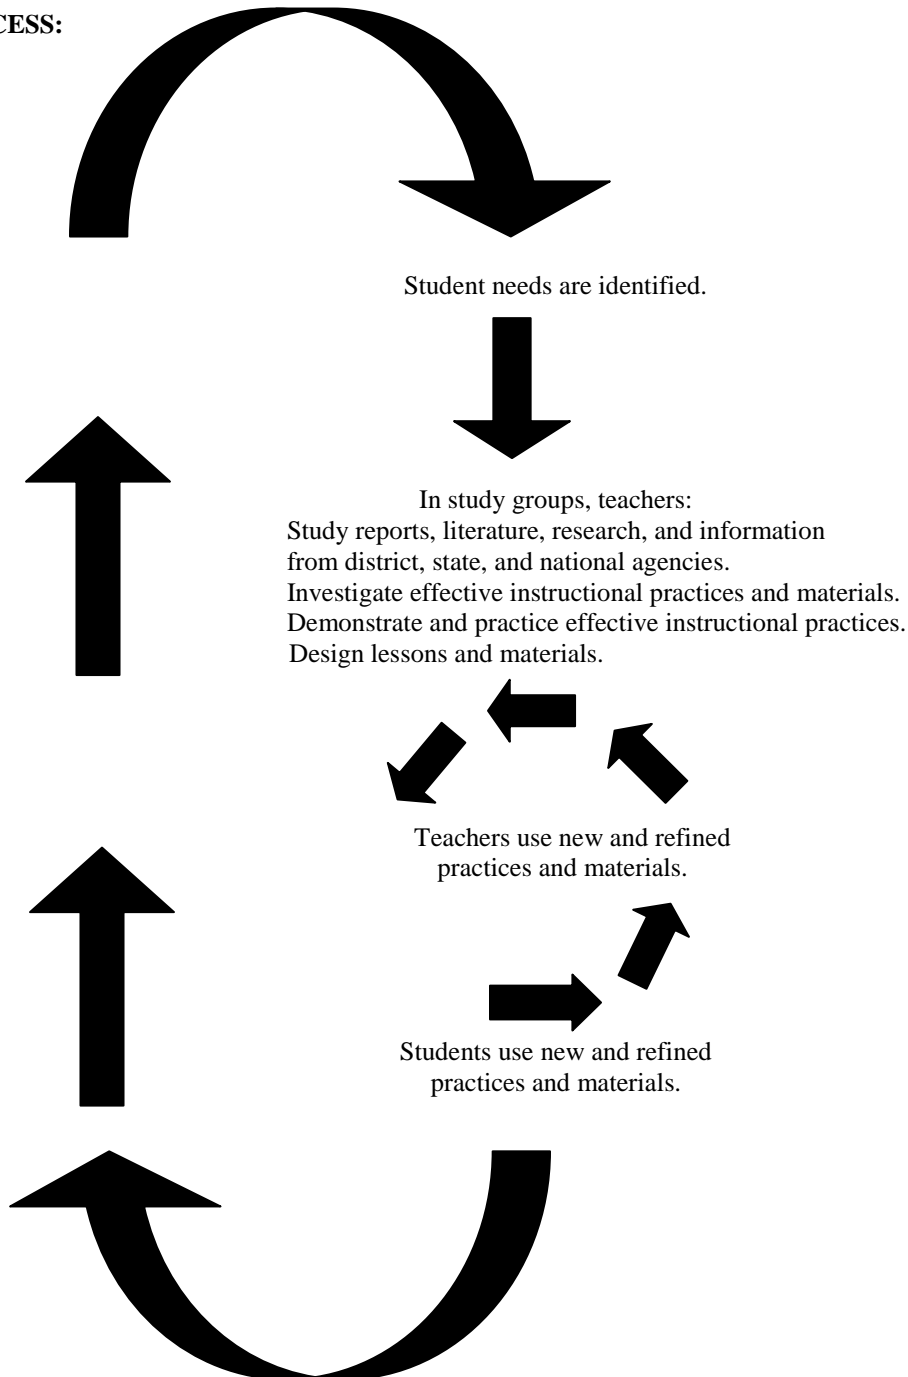 CESS:
Student needs are identified.
In study groups, teachers:
Study reports, literature, research, and information
from district, state, and national agencies.
Investigate effective instructional practices and materials.
Demonstrate and practice effective instructional practices.
Design lessons and materials.
Teachers use new and refined
practices and materials.
Students use new and refined
practices and materials.